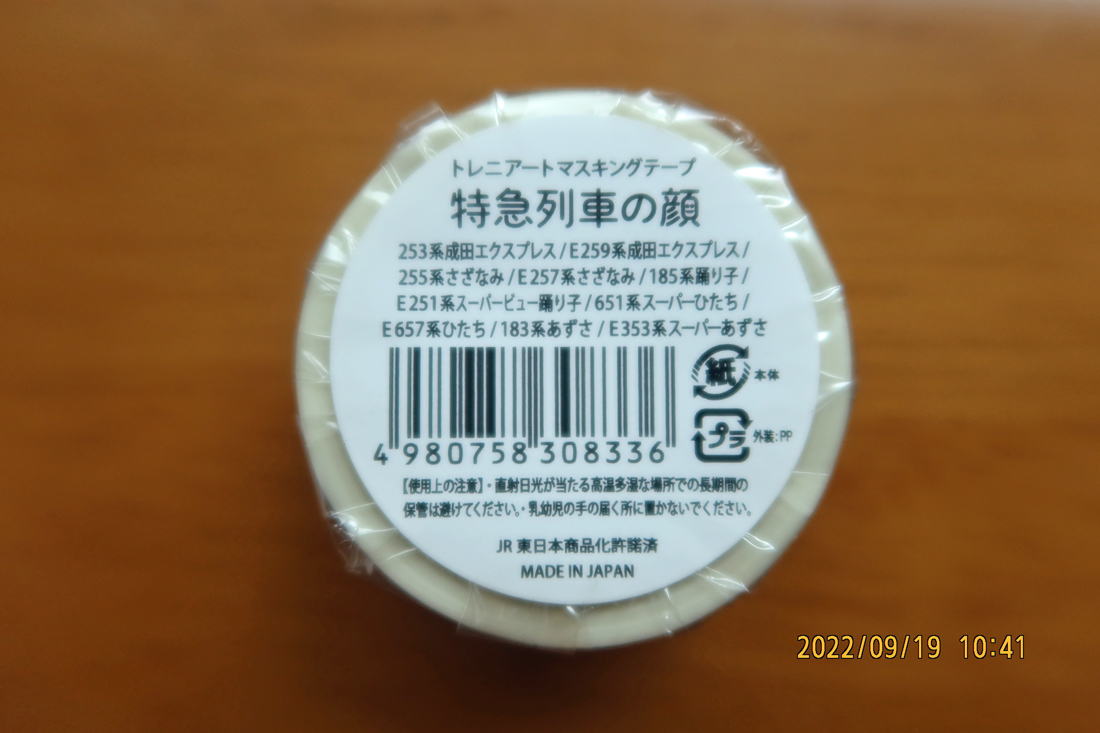 トレニアートマスキングテープ
特急列車の顔
253系成田エクスプレス/E259系成田エクスプレス/
255系さざなみ/E257系さざなみ/185系踊り子/
E251系スーパービュー踊り子/651系スーパーひたち/
E657系ひたち/183系あずさ/E353系スーパーあずさ
紙 本体
プラ 外装:PP
4 980758 308336
【使用上の注意】・直射日光が当たる高温多湿な場所での長期間の
保管は避けてください。・乳幼児の手の届く所に置かないでください。
JR東日本商品化許諾済
MADE IN JAPAN
2022/09/19 10:41